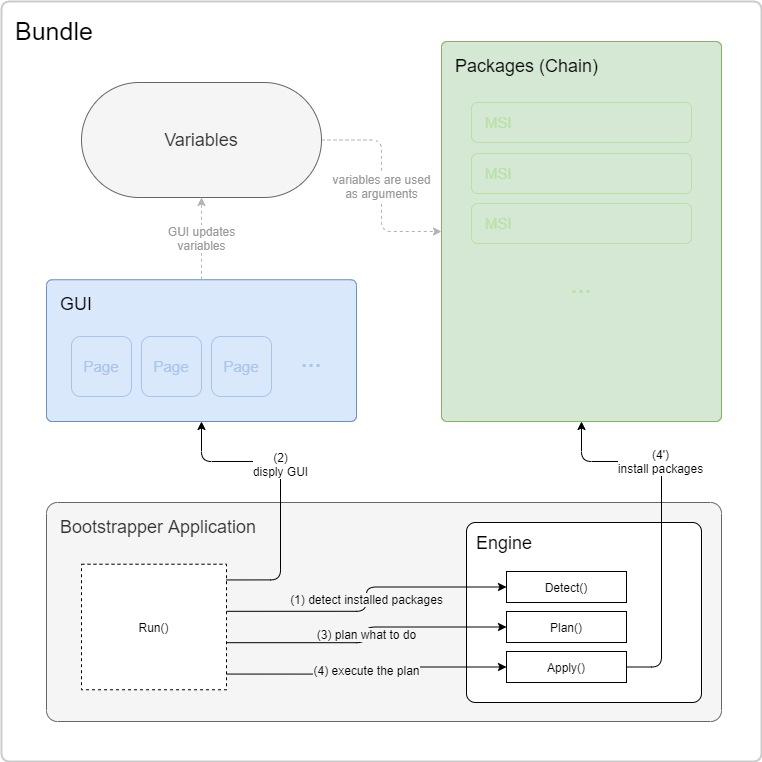 Bundle
Variables
Packages (Chain)
MSI
MSI
MSI
...
variables are used
as arguments
GUI updates
variables
GUI
Page
Page
Page
...
(2)
disply GUI
(4')
install packages
Bootstrapper Application
Engine
Run()
(1) detect installed packages
Detect()
(3) plan what to do
Plan()
(4) execute the plan
Apply()